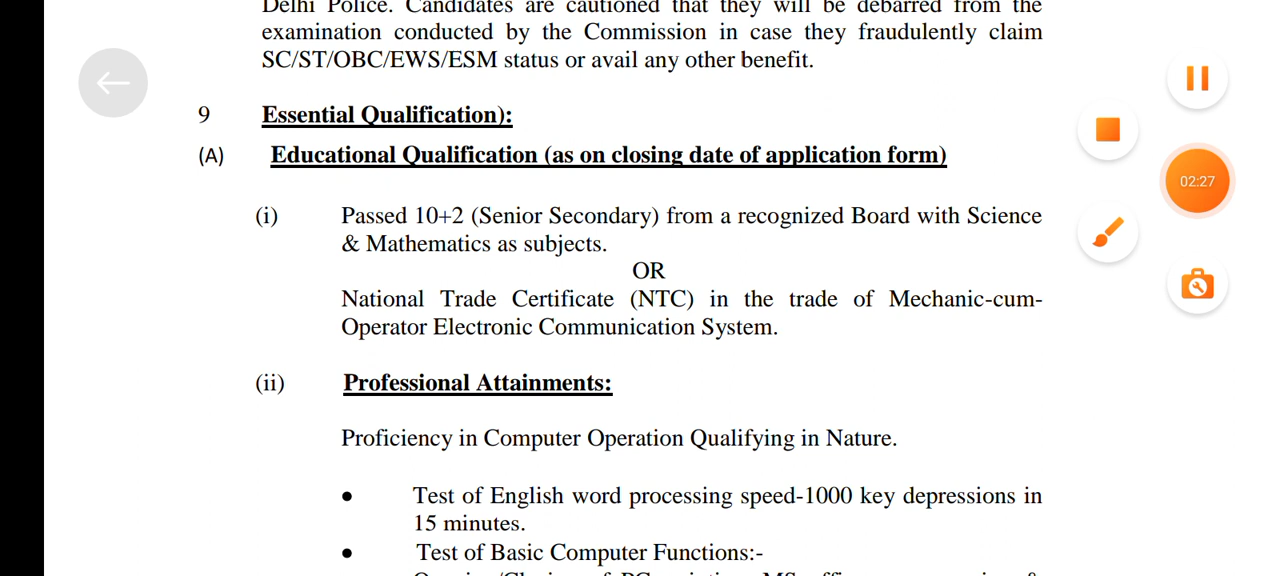 Delhi Police. Candidates are cautioned that they will be debarred from the
examination conducted by the Commission in case they fraudulently claim
SC/ST/OBC/EWS/ESM status or avail any other benefit.
9 Essential Qualification):
(A) Educational Qualification (as on closing date of application form)
02:27
(i) Passed 10+2 (Senior Secondary) from a recognized Board with Science
& Mathematics as subjects.
OR
National Trade Certificate (NTC) in the trade of Mechanic-cum-
Operator Electronic Communication System.
(ii) Professional Attainments:
Proficiency in Computer Operation Qualifying in Nature.
• Test of English word processing speed-1000 key depressions in
15 minutes.
• Test of Basic Computer Functions:-